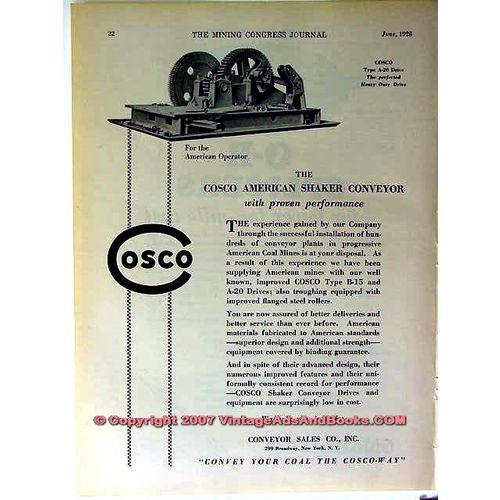 22 THE MINING CONGRESS JOURNAL June, 1928
COSCO
Type A-20 Drive
The perfected
Heavy Duty Drive
For the
American Operator
THE
COSCO AMERICAN SHAKER CONVEYOR
with proven performance
COSCO
THE experience gained by our Company
through the successful installation of hun-
dreds of conveyor plants in progressive
American Coal Mines is at your disposal. As
a result of this experience we have been
supplying American mines with our well
known, improved COSCO Type B-15 and
A-20 Drives; also troughing equipped with
improved flanged steel rollers.
You are now assured of better deliveries and
better service than ever before. American
materials fabricated to American standards
—superior design and additional strength—
equipment covered by binding guarantee.
And in spite of their advanced design, their
numerous improved features and their uni-
formally consistent record for performance
—COSCO Shaker Conveyor Drives and
equipment are surprisingly low in cost.
© Copyright 2007 VintageAdsAndBooks.COM
CONVEYOR SALES CO., INC.
299 Broadway, New York, N. Y.
"CONVEY YOUR COAL THE COSCO-WAY"